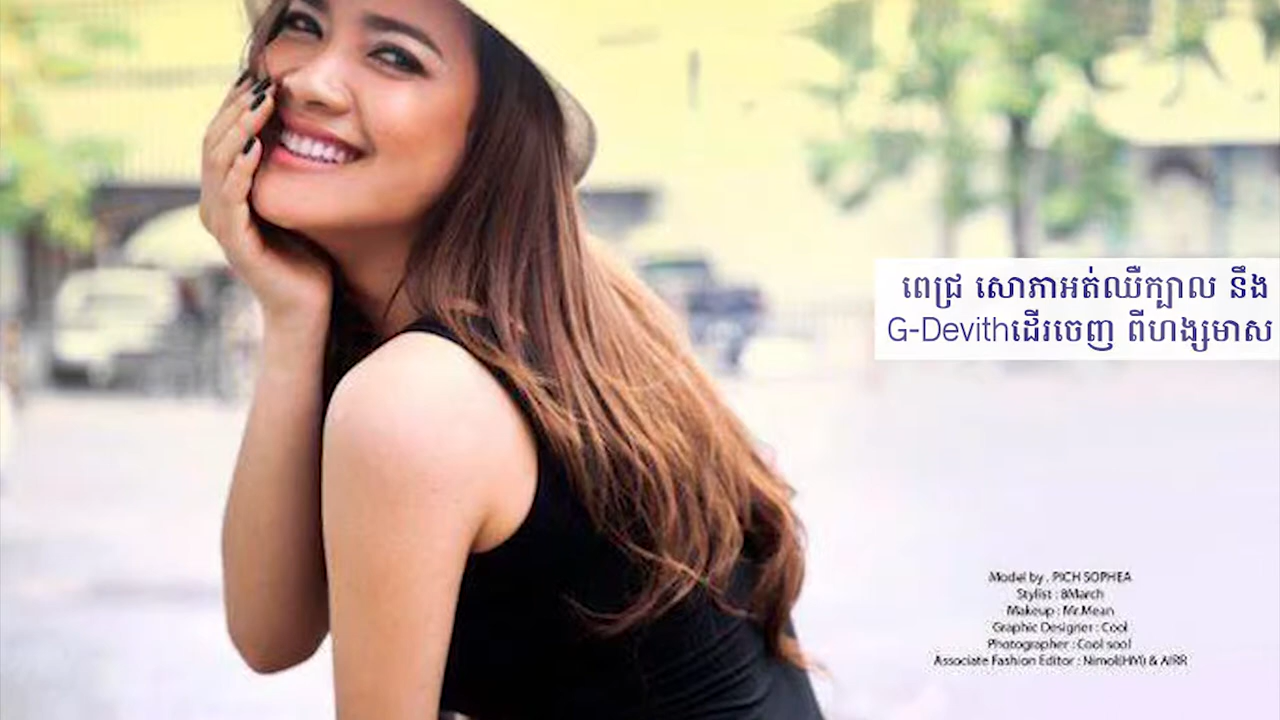 ពេជ្រ សោភាអត់ឈឺក្បាល នឹង
G-Devithដើរចេញ ពីហង្សមាស
Model by . PICH SOPHEA
Stylist : 8March
Makeup : Mr.Mean
Graphic Designer : Cool
Photographer : Cool sool
Associate Fashion Editor : Nimol(HM) & AIRR